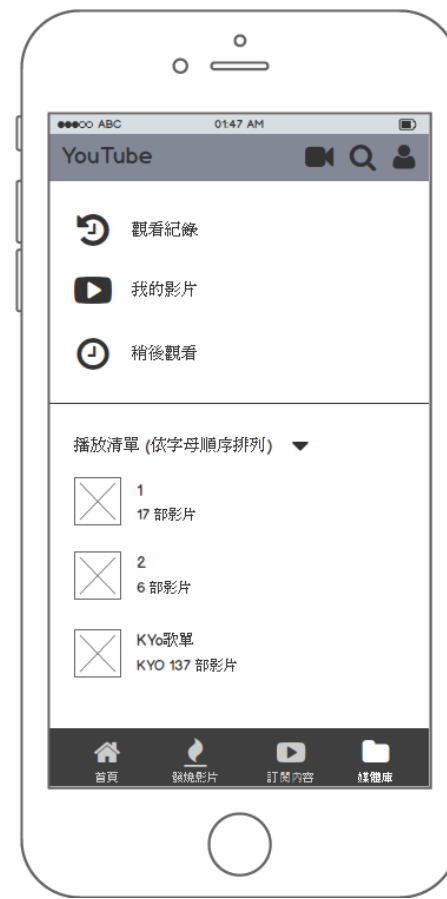 ABC
01:47 AM
YouTube
觀看紀錄
我的影片
稍後觀看
播放清單 (依字母順序排列)
1
17 部影片
2
6 部影片
KYo歌單
KYO 137 部影片
首頁
發燒影片
訂閱內容
媒體庫